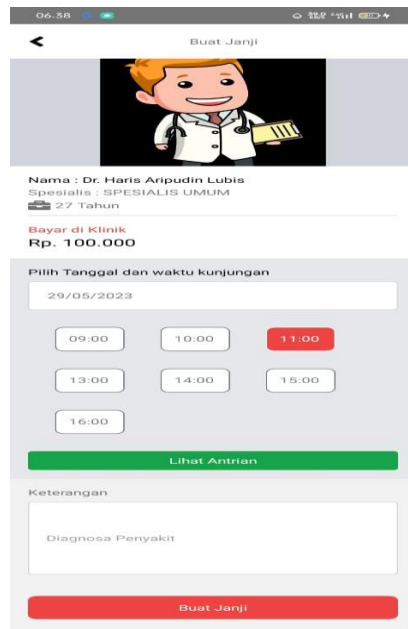 06.38
Buat Janji
Nama : Dr. Haris Aripudin Lubis
Spesialis : SPESIALIS UMUM
27 Tahun
Bayar di Klinik
Rp. 100.000
Pilih Tanggal dan waktu kunjungan
29/05/2023
09:00 10:00 11:00
13:00 14:00 15:00
16:00
Lihat Antrian
Keterangan
Diagnosa Penyakit
Buat Janji